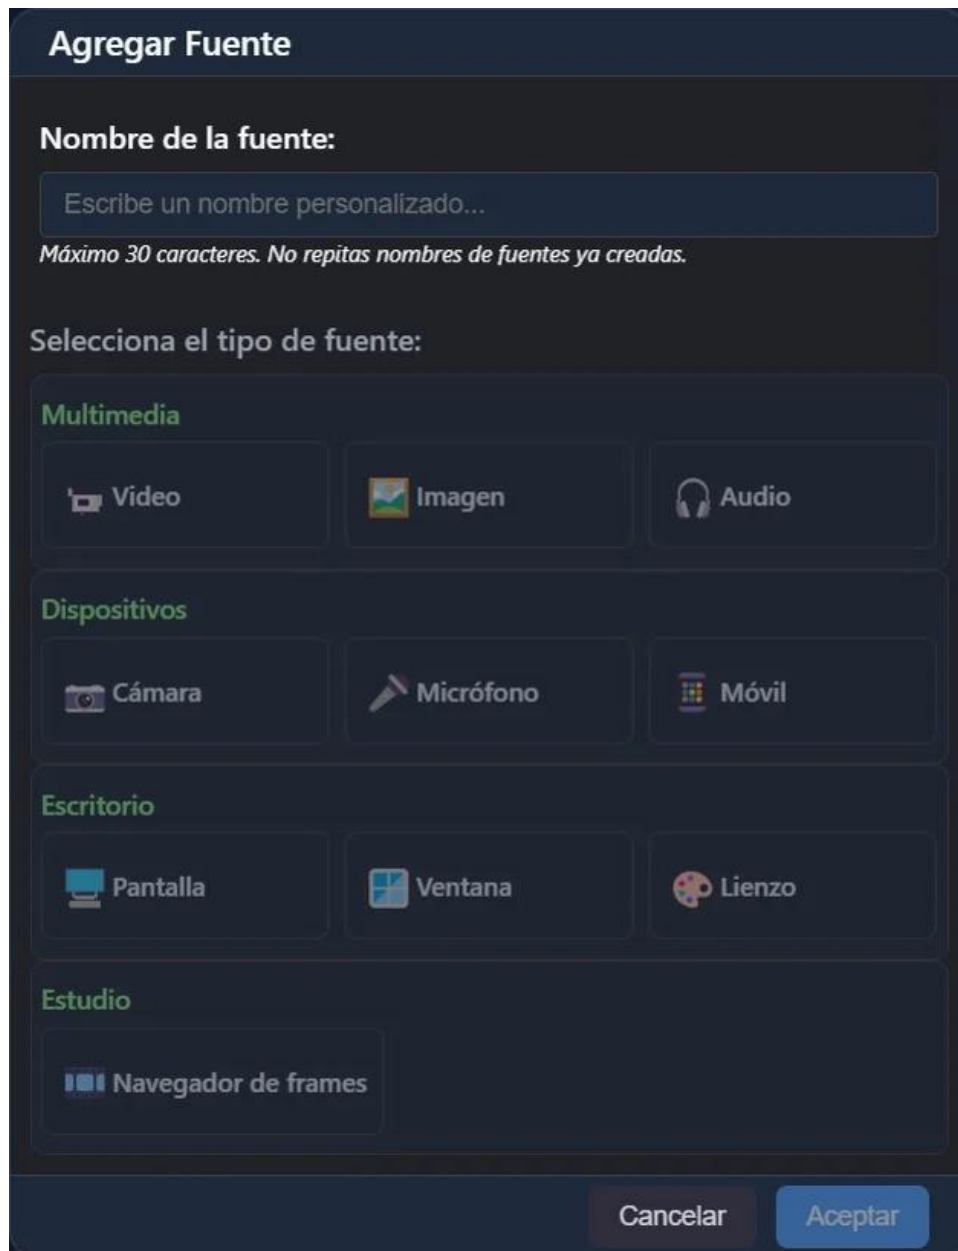 Agregar Fuente
Nombre de la fuente:
Escribe un nombre personalizado...
Máximo 30 caracteres. No repitas nombres de fuentes ya creadas.
Selecciona el tipo de fuente:
Multimedia
Video
Imagen
Audio
Dispositivos
Cámara
Micrófono
Móvil
Escritorio
Pantalla
Ventana
Lienzo
Estudio
Navegador de frames
Cancelar
Aceptar